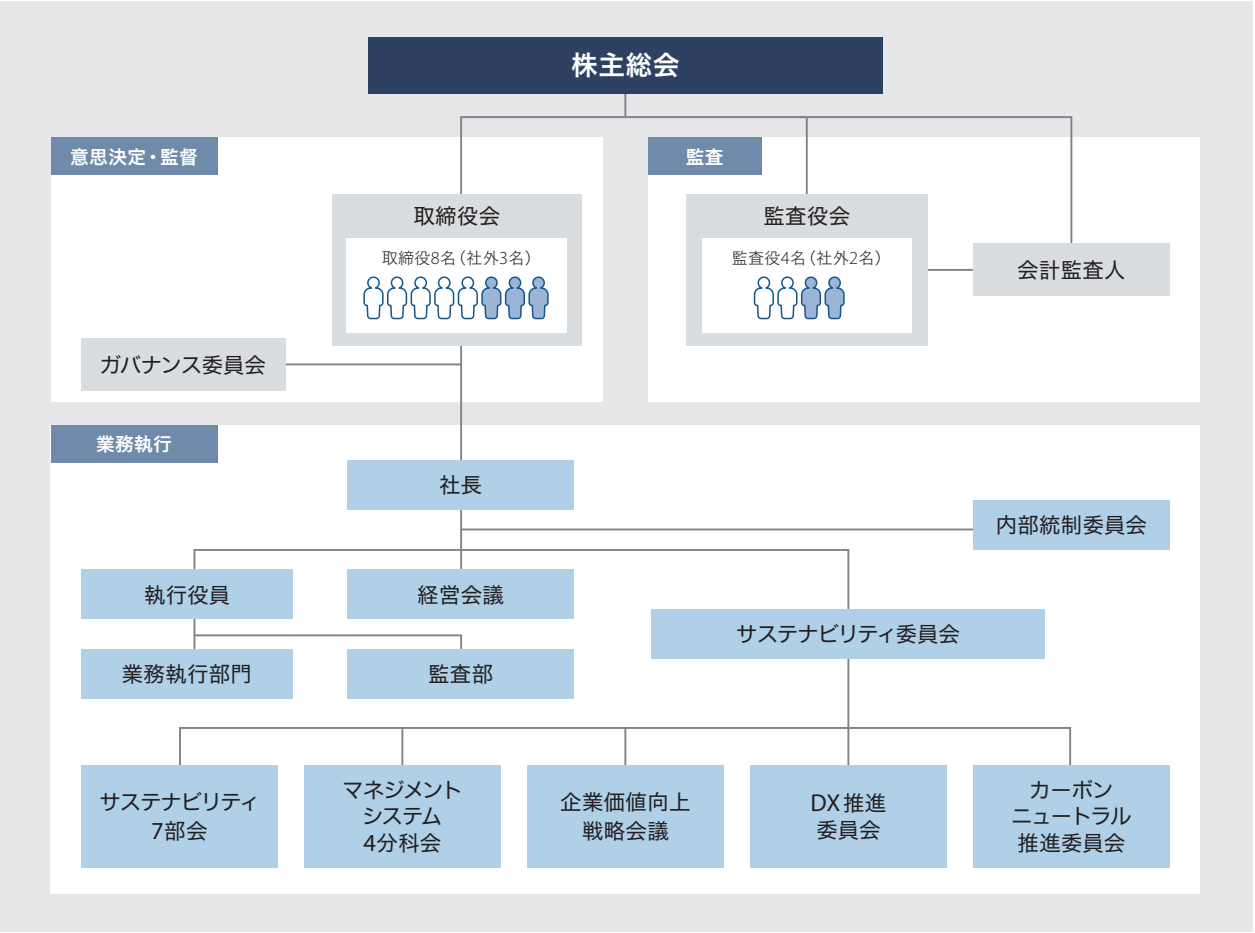 株主総会
意思決定・監督
監査
取締役会
取締役8名（社外3名）
監査役会
監査役4名（社外2名）
会計監査人
ガバナンス委員会
業務執行
社長
内部統制委員会
執行役員
経営会議
サステナビリティ委員会
業務執行部門
監査部
サステナビリティ
7部会
マネジメント
システム
4分科会
企業価値向上
戦略会議
DX推進
委員会
カーボン
ニュートラル
推進委員会